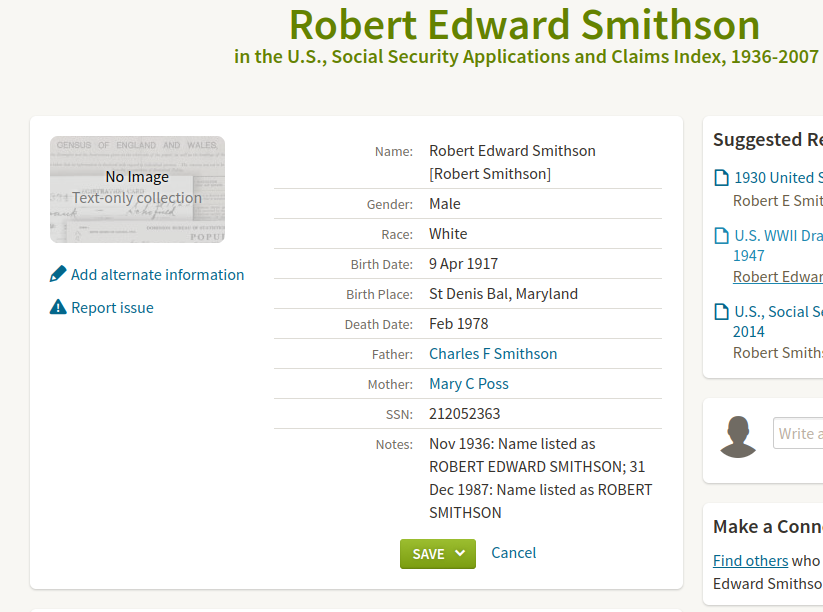 Robert Edward Smithson
in the U.S., Social Security Applications and Claims Index, 1936-2007
CENSUS OF ENGLAND AND WALES,
No Image
Text-only collection
POPU
Add alternate information
Report issue
Name: Robert Edward Smithson
[Robert Smithson]
Gender: Male
Race: White
Birth Date: 9 Apr 1917
Birth Place: St Denis Bal, Maryland
Death Date: Feb 1978
Father: Charles F Smithson
Mother: Mary C Poss
SSN: 212052363
Notes: Nov 1936: Name listed as
ROBERT EDWARD SMITHSON; 31
Dec 1987: Name listed as ROBERT
SMITHSON
SAVE
Cancel
Suggested Re
1930 United S
Robert E Smit
U.S. WWII Dra
1947
Robert Edwar
U.S., Social Se
2014
Robert Smiths
Write a
Make a Conn
Find others who
Edward Smithso